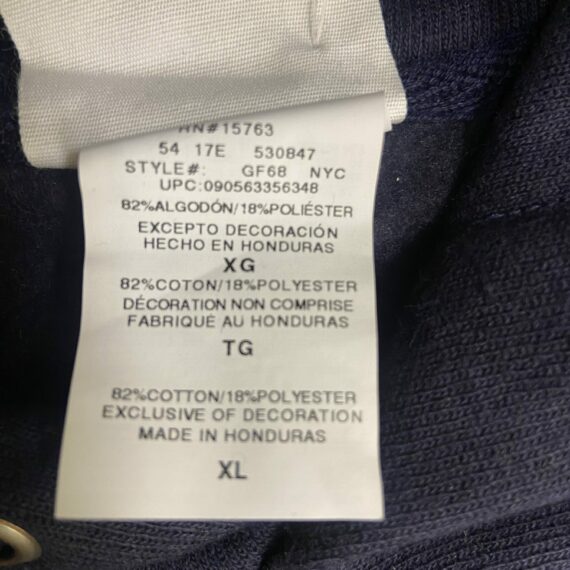 RN#15763
54 17E 530847
STYLE#: GF68 NYC
UPC:090563356348
82%ALGODÓN/18%POLIÉSTER
EXCEPTO DECORACIÓN
HECHO EN HONDURAS
XG
82%COTON/18%POLYESTER
DÉCORATION NON COMPRISE
FABRIQUÉ AU HONDURAS
TG
82%COTTON/18%POLYESTER
EXCLUSIVE OF DECORATION
MADE IN HONDURAS
XL